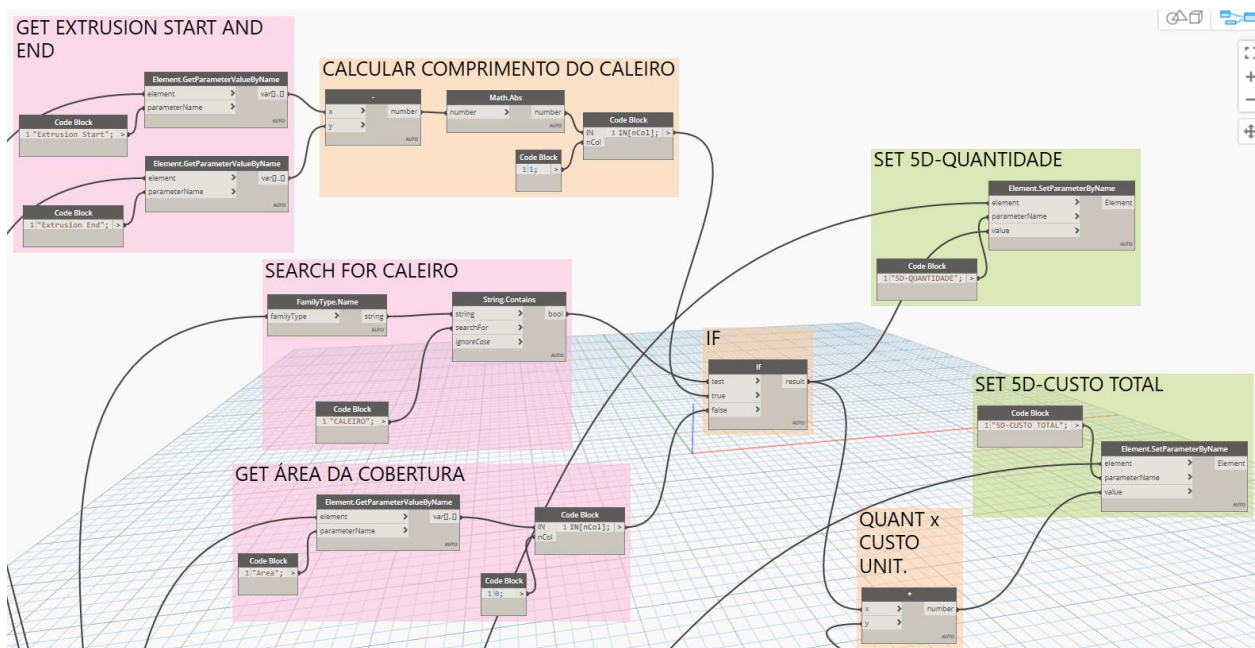 GET EXTRUSION START AND
END
Element.GetParameterValueByName
element > var[]..[]
parameterName >
AUTO
Code Block
1 "Extrusion Start"; >
Element.GetParameterValueByName
element > var[]..[]
parameterName >
AUTO
Code Block
1 "Extrusion End"; >
CALCULAR COMPRIMENTO DO CALEIRO
-
x > number
y >
AUTO
Math.Abs
number > number
AUTO
Code Block
IN 1 IN[nCol]; >
nCol
Code Block
1 1; >
SEARCH FOR CALEIRO
FamilyType.Name
familyType > string
AUTO
String.Contains
string > bool
searchFor >
ignoreCase >
AUTO
Code Block
1 "CALEIRO"; >
GET ÁREA DA COBERTURA
Element.GetParameterValueByName
element > var[]..[]
parameterName >
AUTO
Code Block
1 "Area"; >
Code Block
IN 1 IN[nCol]; >
nCol
Code Block
1 0; >
IF
If
test > result
true >
false >
AUTO
SET 5D-QUANTIDADE
Element.SetParameterByName
element > Element
parameterName >
value >
AUTO
Code Block
1 "5D-QUANTIDADE"; >
SET 5D-CUSTO TOTAL
Code Block
1 "5D-CUSTO TOTAL"; >
Element.SetParameterByName
element > Element
parameterName >
value >
AUTO
QUANT x
CUSTO
UNIT.
*
x > number
y >
AUTO